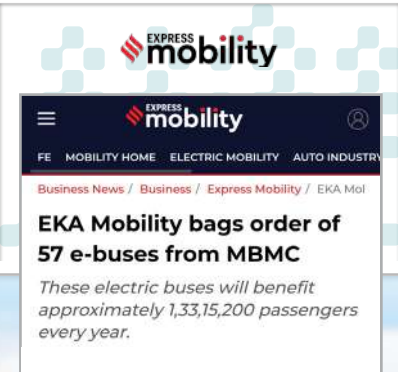 EXPRESS
mobility
EXPRESS
mobility
FE MOBILITY HOME ELECTRIC MOBILITY AUTO INDUSTRY
Business News / Business / Express Mobility / EKA Mol
EKA Mobility bags order of
57 e-buses from MBMC
These electric buses will benefit
approximately 1,33,15,200 passengers
every year.